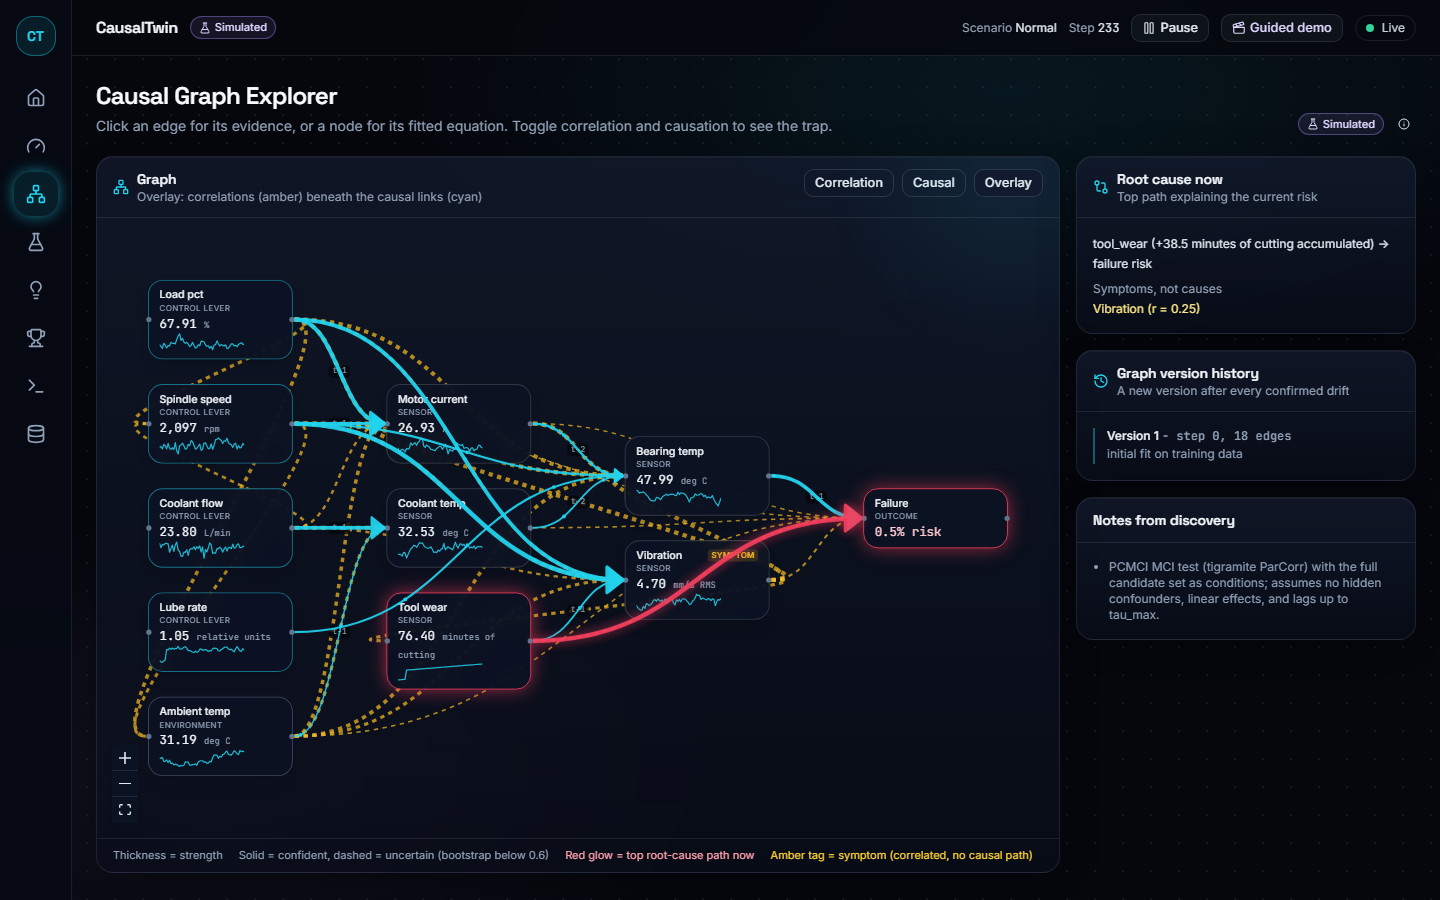 CT
CausalTwin
Simulated
Scenario Normal
Step 233
Pause
Guided demo
Live
Causal Graph Explorer
Click an edge for its evidence, or a node for its fitted equation. Toggle correlation and causation to see the trap.
Simulated
Graph
Overlay: correlations (amber) beneath the causal links (cyan)
Correlation
Causal
Overlay
Load pct
CONTROL LEVER
67.91 %
t-1
Spindle speed
CONTROL LEVER
2,097 rpm
Motor current
SENSOR
26.93
t-2
Bearing temp
SENSOR
47.99 deg C
Coolant flow
CONTROL LEVER
23.80 L/min
Coolant temp
SENSOR
32.53 deg C
t-2
t-1
Failure
OUTCOME
0.5% risk
Vibration
SYMPTOM
SENSOR
4.70 mm/s RMS
t-1
Lube rate
CONTROL LEVER
1.05 relative units
t-1
Tool wear
SENSOR
76.40 minutes of
cutting
Ambient temp
ENVIRONMENT
31.19 deg C
Thickness = strength
Solid = confident, dashed = uncertain (bootstrap below 0.6)
Red glow = top root-cause path now
Amber tag = symptom (correlated, no causal path)
Root cause now
Top path explaining the current risk
tool_wear (+38.5 minutes of cutting accumulated) →
failure risk
Symptoms, not causes
Vibration (r = 0.25)
Graph version history
A new version after every confirmed drift
Version 1 - step 0, 18 edges
initial fit on training data
Notes from discovery
• PCMCI MCI test (tigramite ParCorr) with the full
candidate set as conditions; assumes no hidden
confounders, linear effects, and lags up to
tau_max.